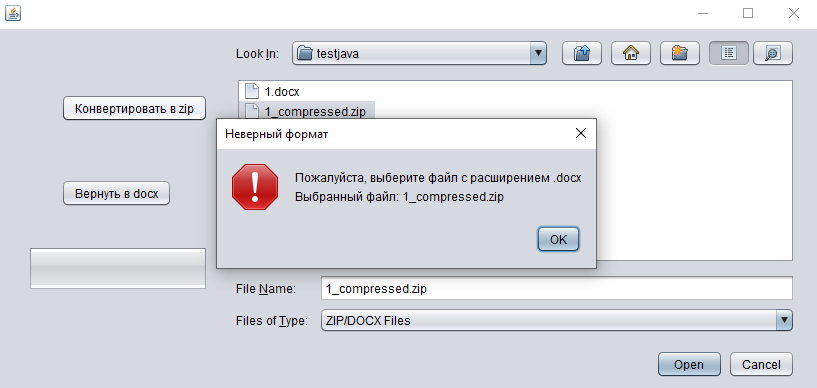 Look In:
testjava
Конвертировать в zip
1.docx
1_compressed.zip
Неверный формат
Пожалуйста, выберите файл с расширением .docx
Выбранный файл: 1_compressed.zip
Вернуть в docx
OK
File Name:
1_compressed.zip
Files of Type:
ZIP/DOCX Files
Open
Cancel